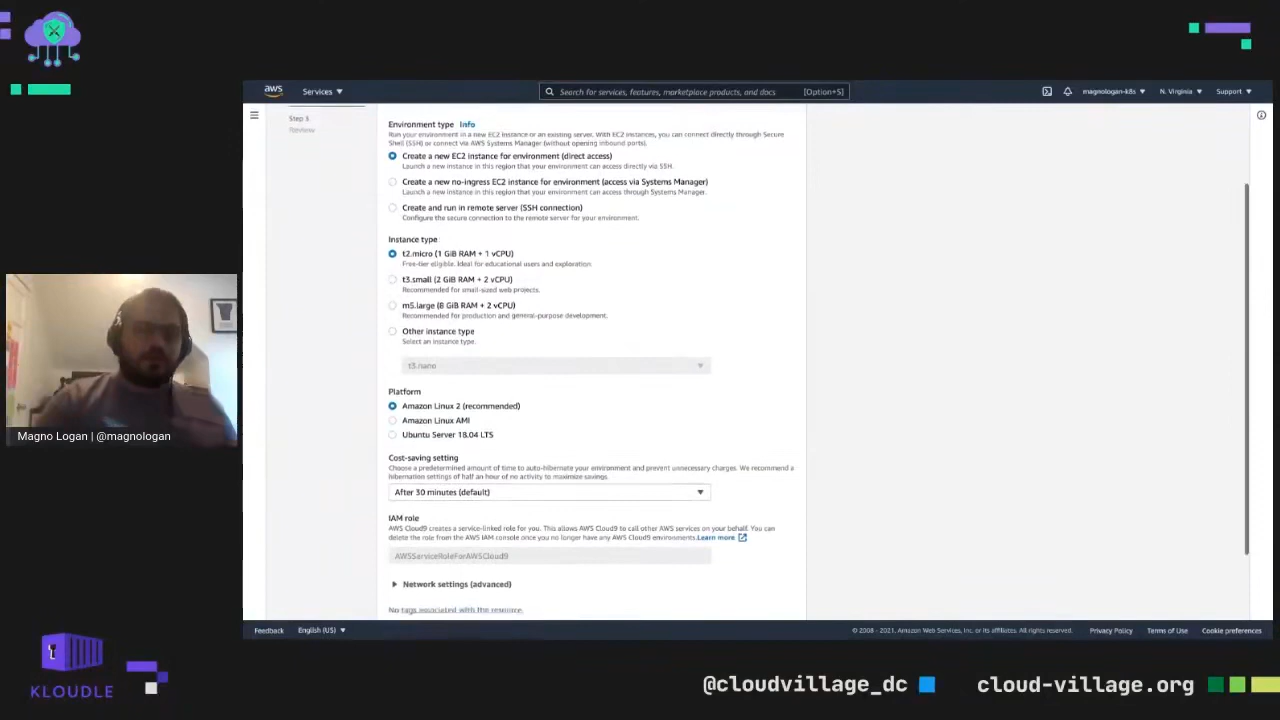 aws
Services
Search for services, features, marketplace products, and docs
[Option+S]
magnologan-k8s
N. Virginia
Support
Step 3
Review
Environment type Info
Run your environment in a new EC2 instance or an existing server. With EC2 instances, you can connect directly through Secure
Shell (SSH) or connect via AWS Systems Manager (without opening inbound ports).
Create a new EC2 instance for environment (direct access)
Launch a new instance in this region that your environment can access directly via SSH.
Create a new no-ingress EC2 instance for environment (access via Systems Manager)
Launch a new instance in this region that your environment can access through Systems Manager.
Create and run in remote server (SSH connection)
Configure the secure connection to the remote server for your environment.
Instance type
t2.micro (1 GiB RAM + 1 vCPU)
Free-tier eligible. Ideal for educational users and exploration.
t3.small (2 GiB RAM + 2 vCPU)
Recommended for small-sized web projects.
m5.large (8 GiB RAM + 2 vCPU)
Recommended for production and general-purpose development.
Other instance type
Select an instance type.
t3.nano
Platform
Amazon Linux 2 (recommended)
Amazon Linux AMI
Ubuntu Server 18.04 LTS
Cost-saving setting
Choose a predetermined amount of time to auto-hibernate your environment and prevent unnecessary charges. We recommend a
hibernation settings of half an hour of no activity to maximize savings.
After 30 minutes (default)
IAM role
AWS Cloud9 creates a service-linked role for you. This allows AWS Cloud9 to call other AWS services on your behalf. You can
delete the role from the AWS IAM console once you no longer have any AWS Cloud9 environments. Learn more
AWSServiceRoleForAWSCloud9
Network settings (advanced)
No tags associated with the resource.
Feedback
English (US)
© 2008 - 2021, Amazon Web Services, Inc. or its affiliates. All rights reserved.
Privacy Policy
Terms of Use
Cookie preferences
Magno Logan | @magnologan
KLOUDLE
@cloudvillage_dc
cloud-village.org